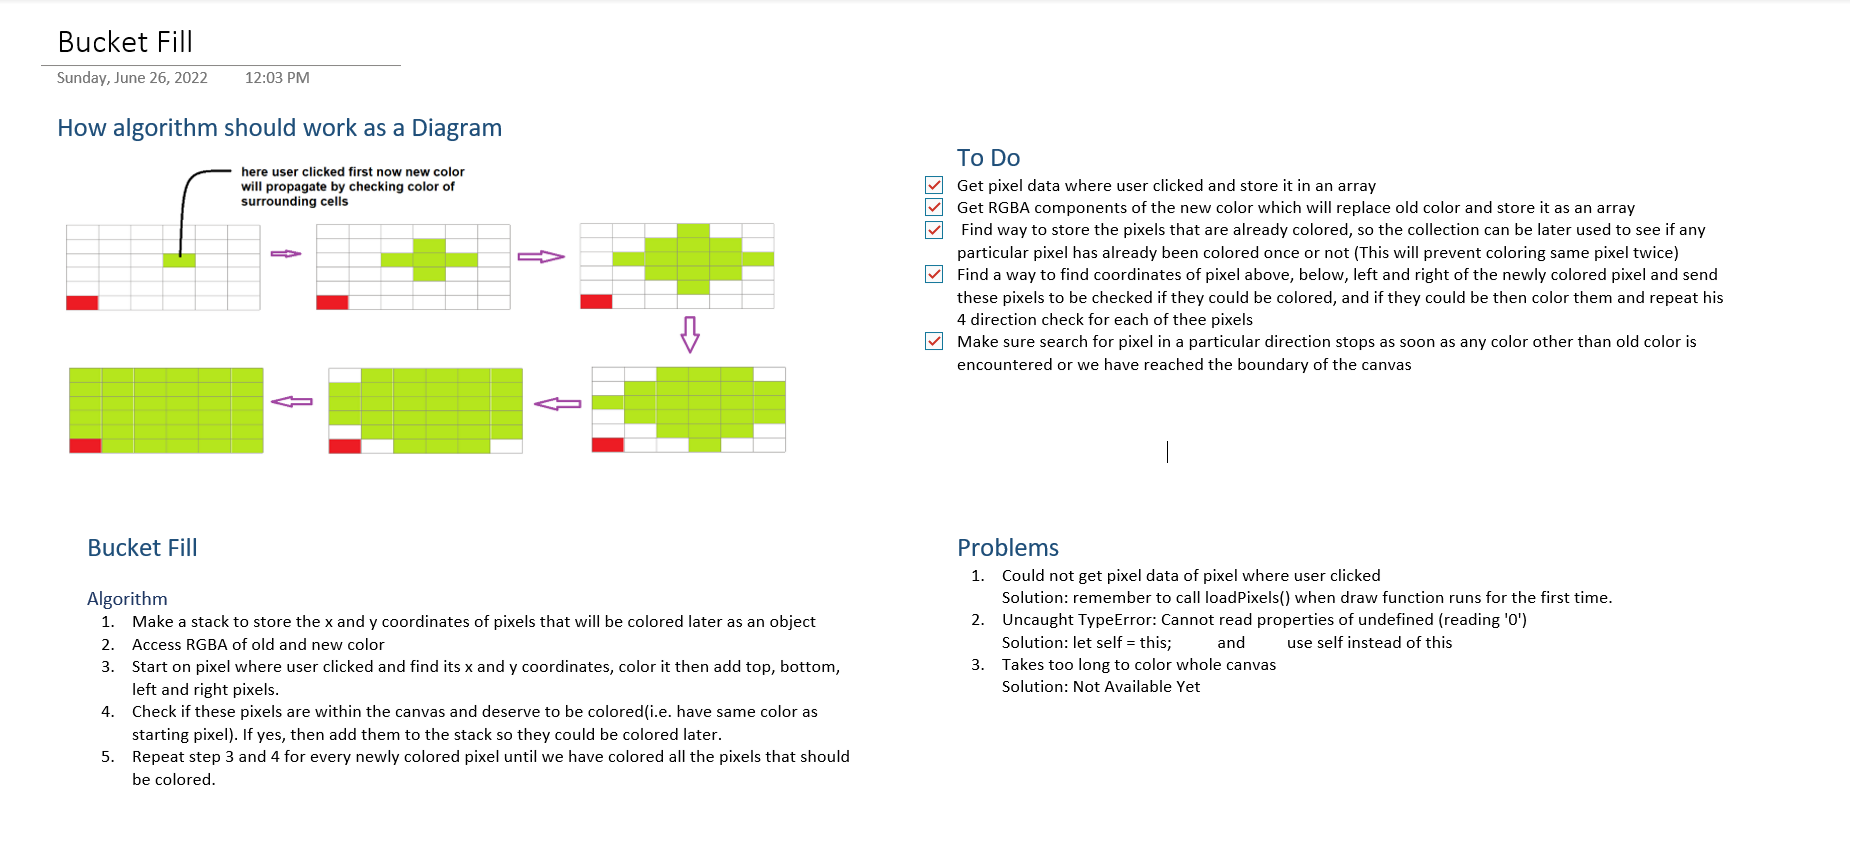 Bucket Fill
Sunday, June 26, 2022 12:03 PM
How algorithm should work as a Diagram
here user clicked first now new color
will propagate by checking color of
surrounding cells
To Do
Get pixel data where user clicked and store it in an array
Get RGBA components of the new color which will replace old color and store it as an array
Find way to store the pixels that are already colored, so the collection can be later used to see if any
particular pixel has already been colored once or not (This will prevent coloring same pixel twice)
Find a way to find coordinates of pixel above, below, left and right of the newly colored pixel and send
these pixels to be checked if they could be colored, and if they could be then color them and repeat his
4 direction check for each of thee pixels
Make sure search for pixel in a particular direction stops as soon as any color other than old color is
encountered or we have reached the boundary of the canvas
Bucket Fill
Algorithm
1. Make a stack to store the x and y coordinates of pixels that will be colored later as an object
2. Access RGBA of old and new color
3. Start on pixel where user clicked and find its x and y coordinates, color it then add top, bottom,
left and right pixels.
4. Check if these pixels are within the canvas and deserve to be colored(i.e. have same color as
starting pixel). If yes, then add them to the stack so they could be colored later.
5. Repeat step 3 and 4 for every newly colored pixel until we have colored all the pixels that should
be colored.
Problems
1. Could not get pixel data of pixel where user clicked
Solution: remember to call loadPixels() when draw function runs for the first time.
2. Uncaught TypeError: Cannot read properties of undefined (reading '0')
Solution: let self = this; and use self instead of this
3. Takes too long to color whole canvas
Solution: Not Available Yet